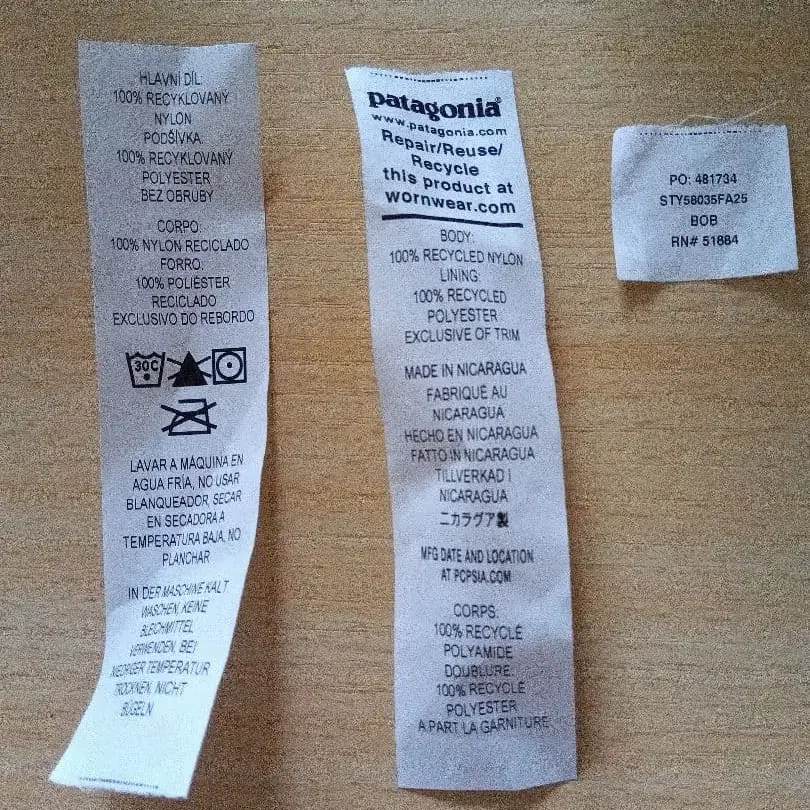 HLAVNÍ DÍL:
100% RECYKLOVANÝ
NYLON
PODŠÍVKA:
100% RECYKLOVANÝ
POLYESTER
BEZ OBRUBY
CORPO:
100% NYLON RECICLADO
FORRO:
100% POLIÉSTER
RECICLADO
EXCLUSIVO DO REBORDO
30C
LAVAR A MÁQUINA EN
AGUA FRÍA, NO USAR
BLANQUEADOR, SECAR
EN SECADORA A
TEMPERATURA BAJA, NO
PLANCHAR
IN DER MASCHINE KALT
WASCHEN, KEINE
BLEICHMITTEL
VERWENDEN, BEI
NIEDRIGER TEMPERATUR
TROCKNEN, NICHT
BÜGELN
patagonia®
www.patagonia.com
Repair/Reuse/
Recycle
this product at
wornwear.com
BODY:
100% RECYCLED NYLON
LINING:
100% RECYCLED
POLYESTER
EXCLUSIVE OF TRIM
MADE IN NICARAGUA
FABRIQUÉ AU
NICARAGUA
HECHO EN NICARAGUA
FATTO IN NICARAGUA
TILLVERKAD I
NICARAGUA
ニカラグア製
MFG DATE AND LOCATION
AT PCPSIA.COM
CORPS:
100% RECYCLÉ
POLYAMIDE
DOUBLURE:
100% RECYCLÉ
POLYESTER
A PART LA GARNITURE
PO: 481734
STY58035FA25
BOB
RN# 51884